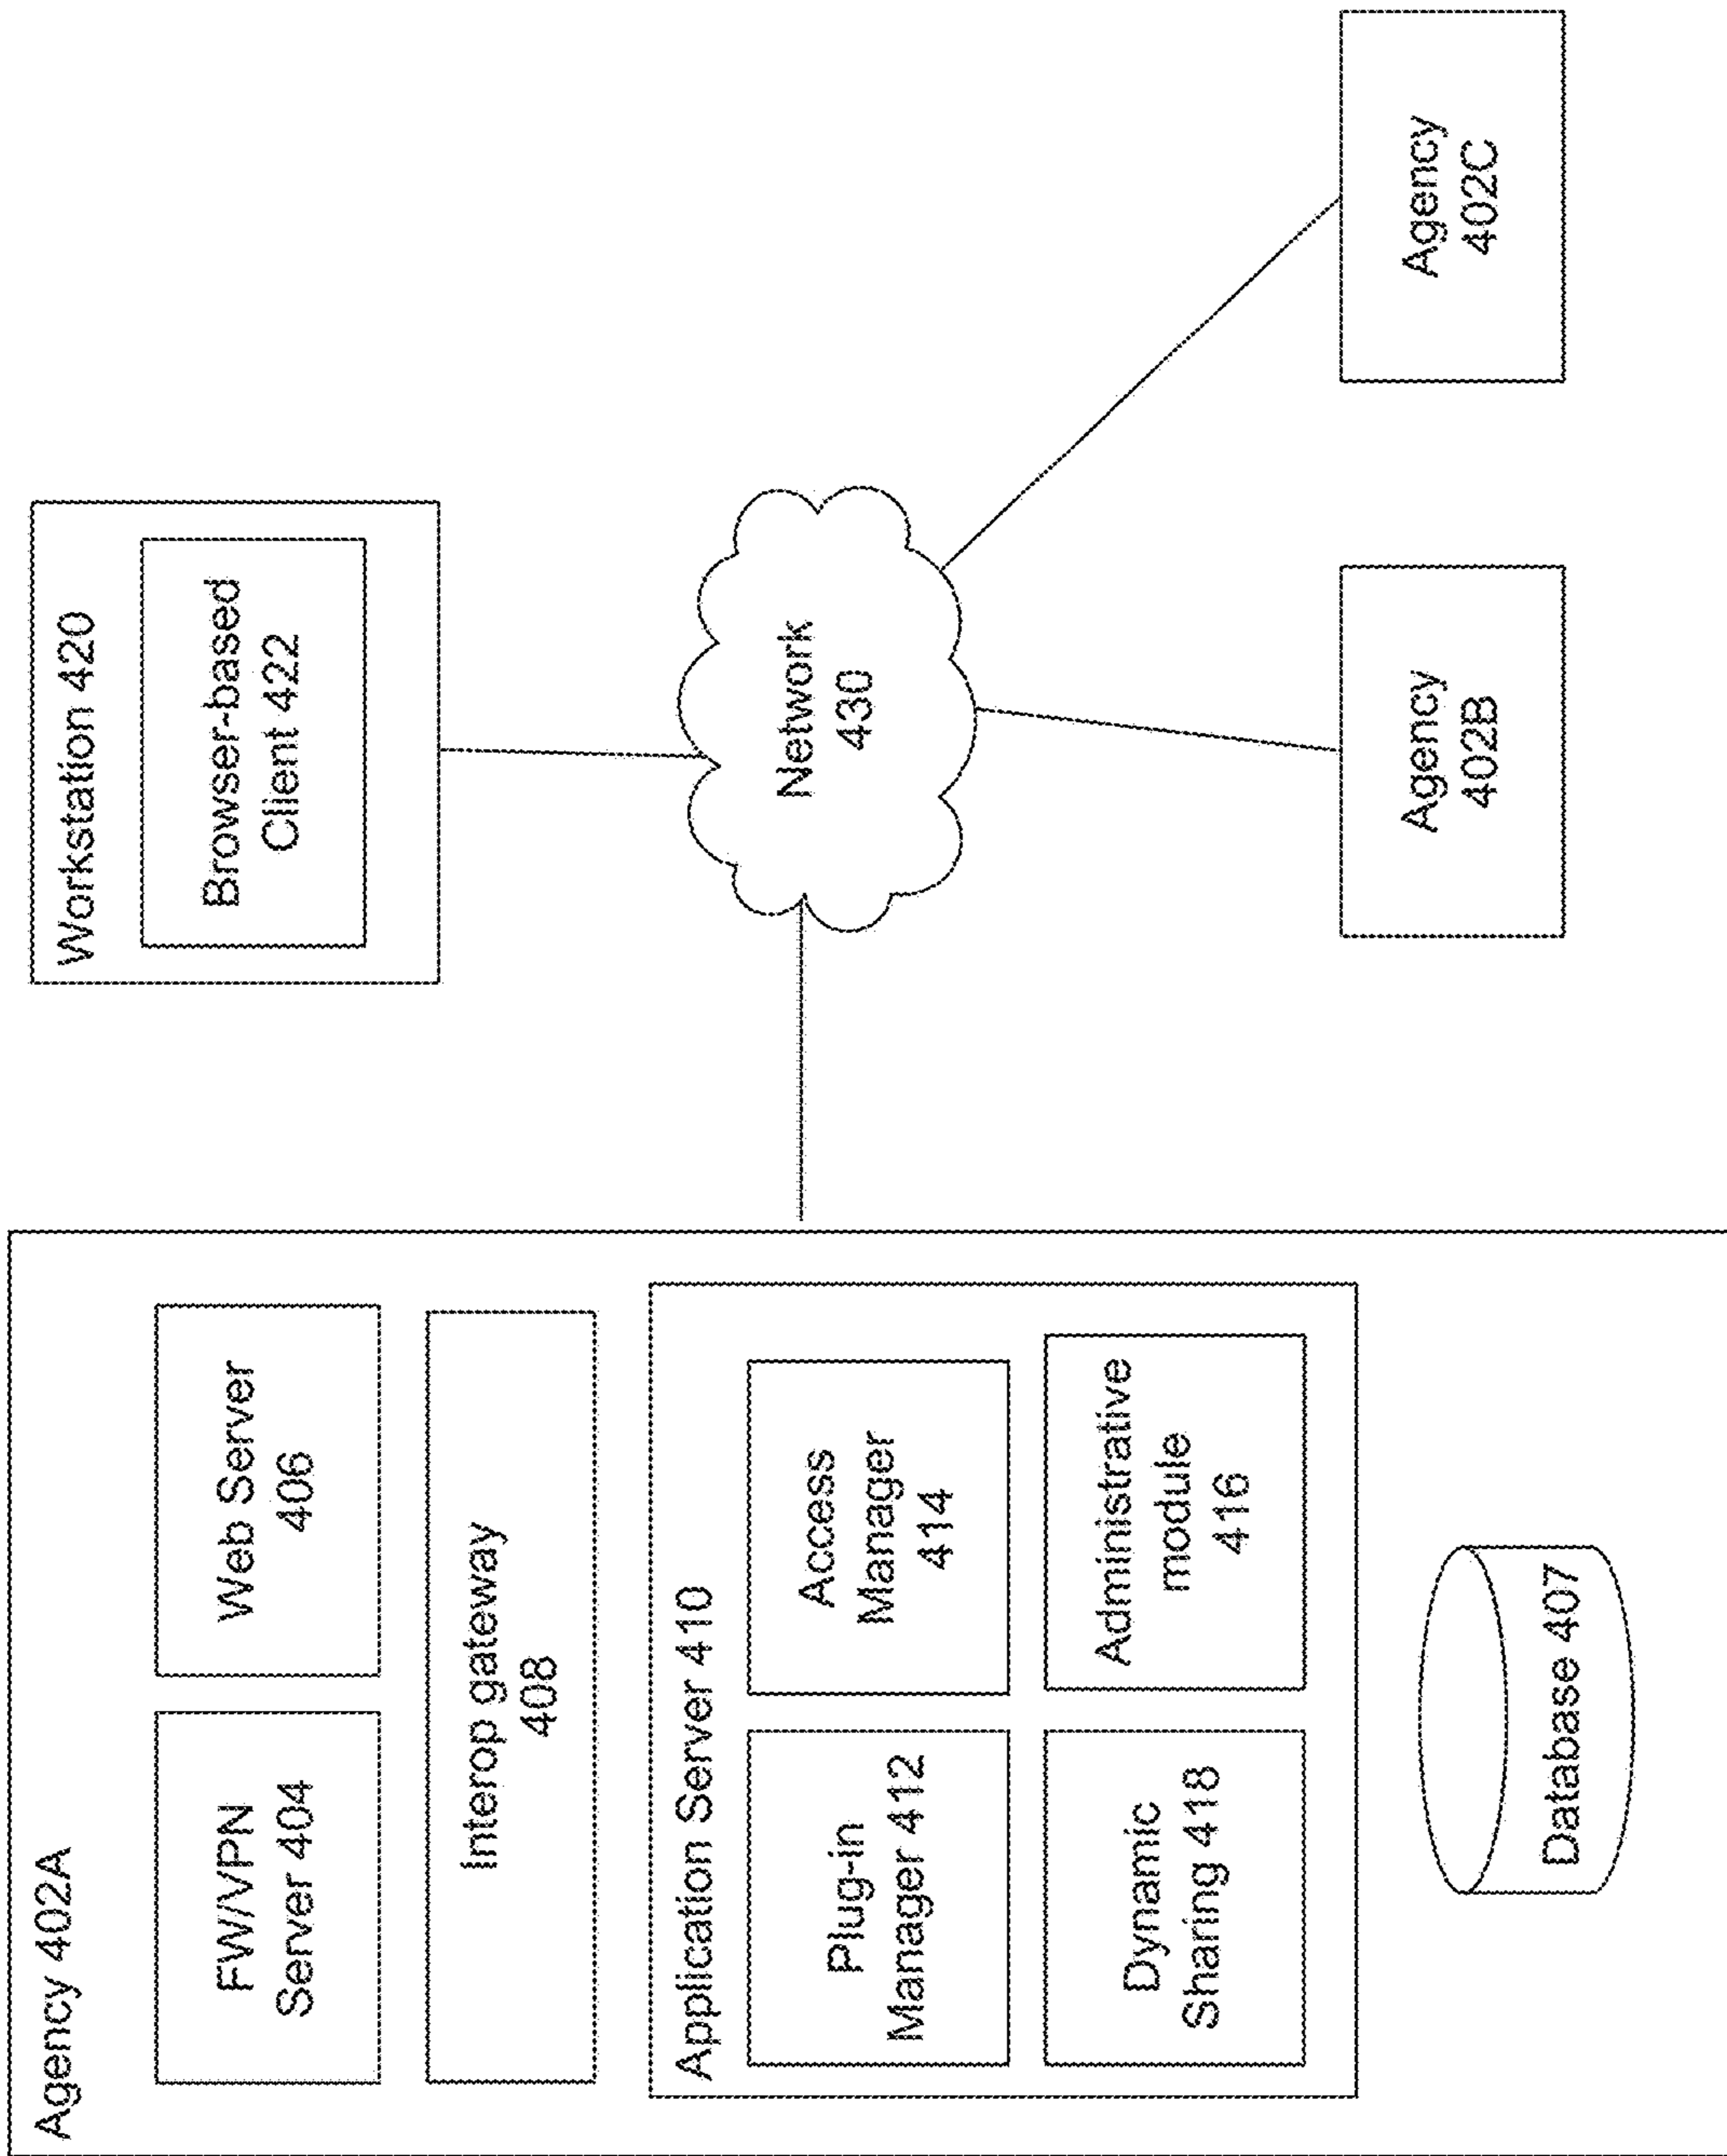 Agency 402A
FW/VPN
Server 404
Web Server
406
Interop gateway
408
Application Server 410
Plug-in
Manager 412
Access
Manager
414
Dynamic
Sharing 418
Administrative
module
416
Database 407
Workstation 420
Browser-based
Client 422
Network
430
Agency
402B
Agency
402C